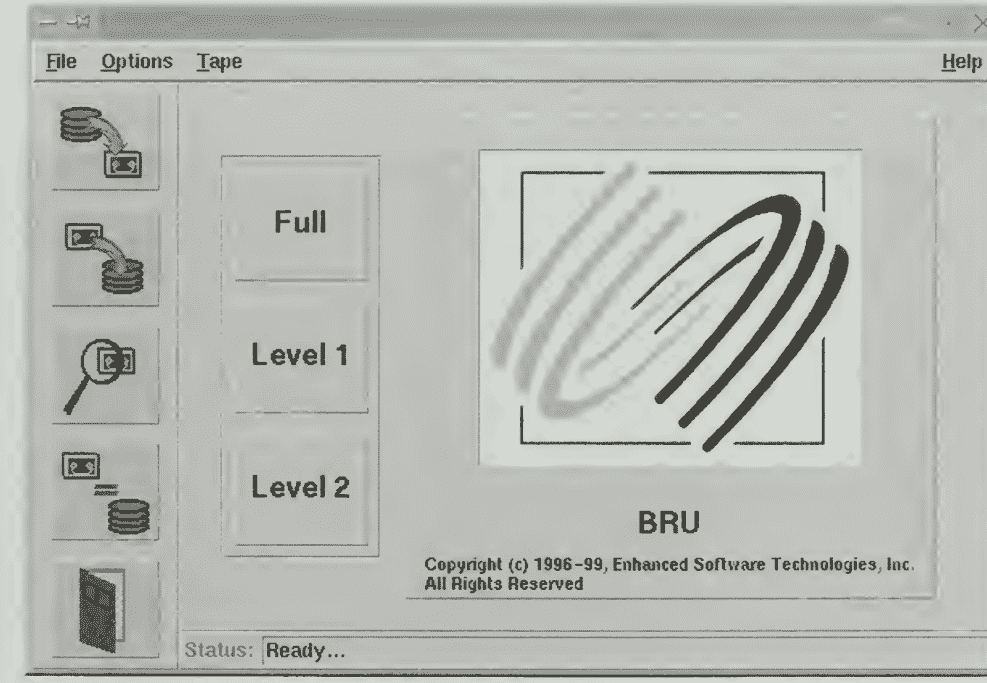 File Options Tape Help
Full
Level 1
Level 2
BRU
Copyright (c) 1996-99, Enhanced Software Technologies, Inc.
All Rights Reserved
Status: Ready...